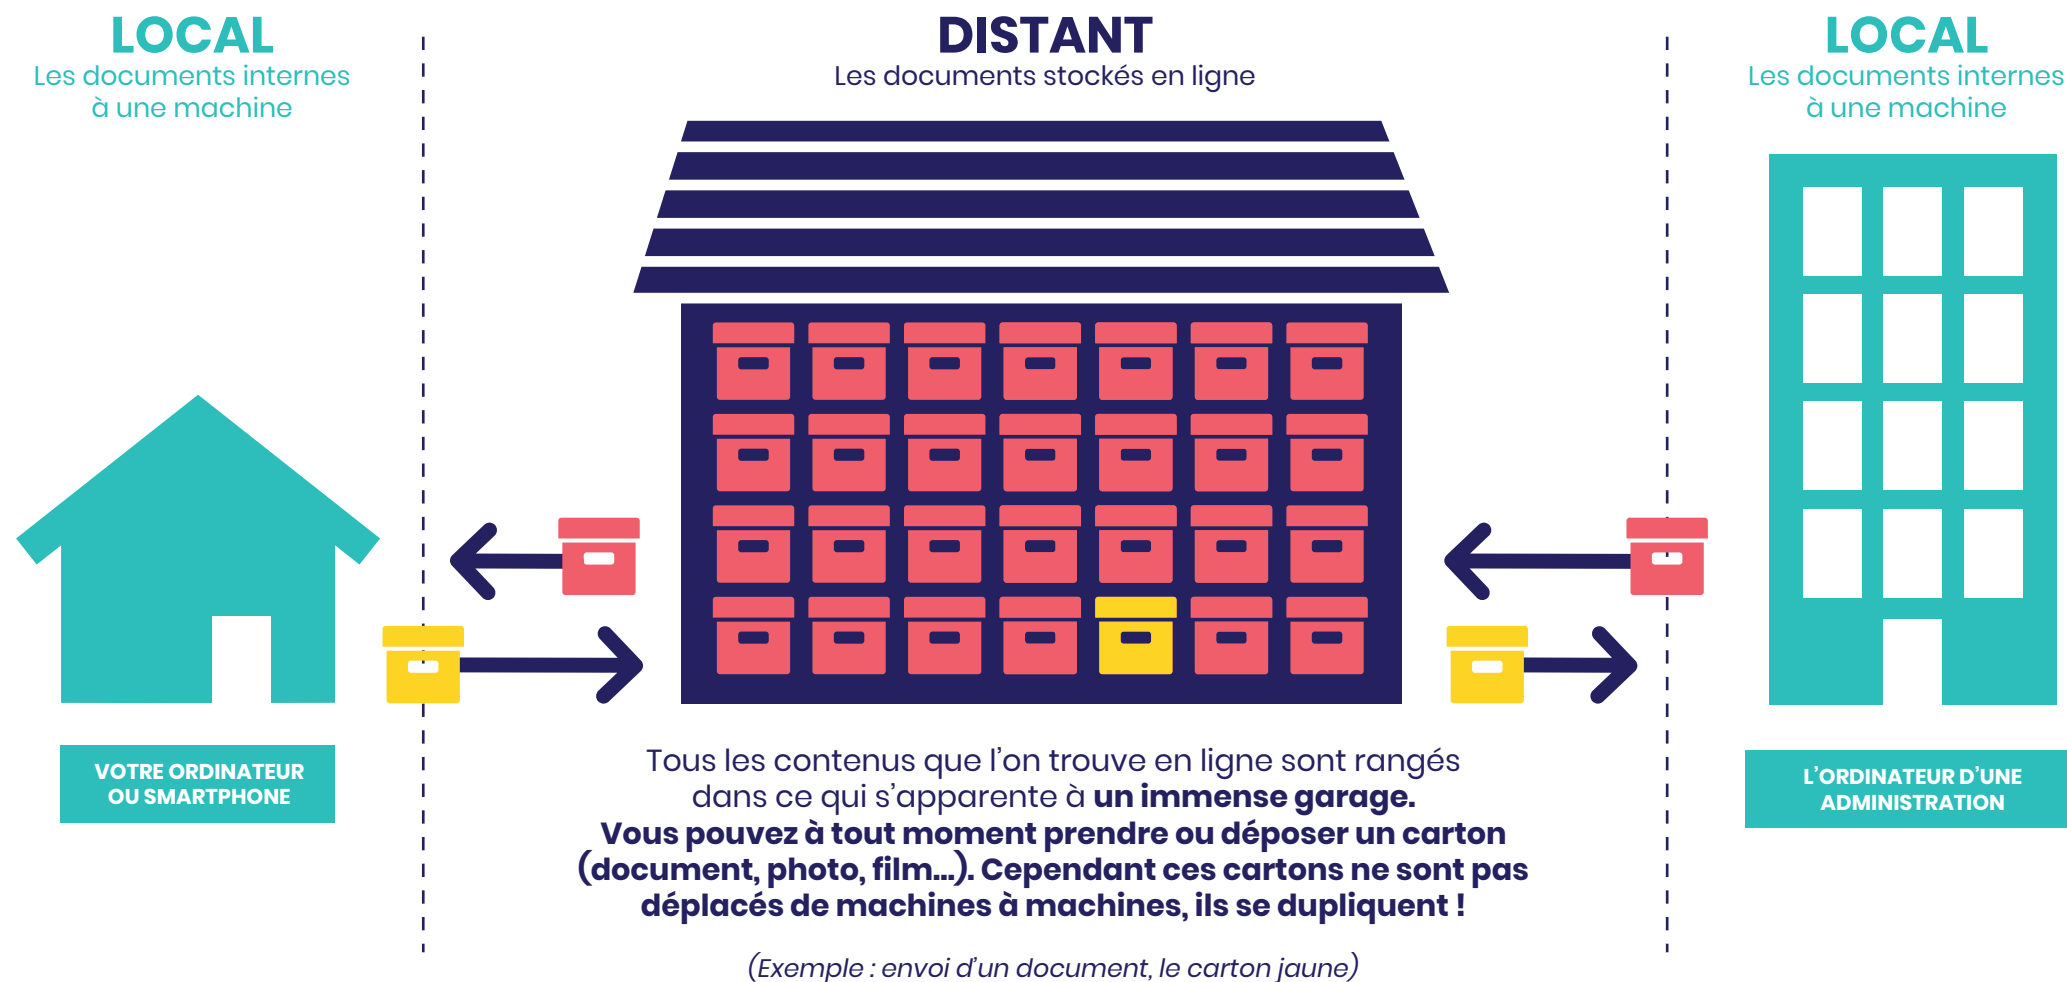 LOCAL
Les documents internes
à une machine
DISTANT
Les documents stockés en ligne
LOCAL
Les documents internes
à une machine
VOTRE ORDINATEUR
OU SMARTPHONE
Tous les contenus que l’on trouve en ligne sont rangés
dans ce qui s’apparente à un immense garage.
Vous pouvez à tout moment prendre ou déposer un carton
(document, photo, film...). Cependant ces cartons ne sont pas
déplacés de machines à machines, ils se dupliquent !
(Exemple : envoi d’un document, le carton jaune)
L’ORDINATEUR D’UNE
ADMINISTRATION